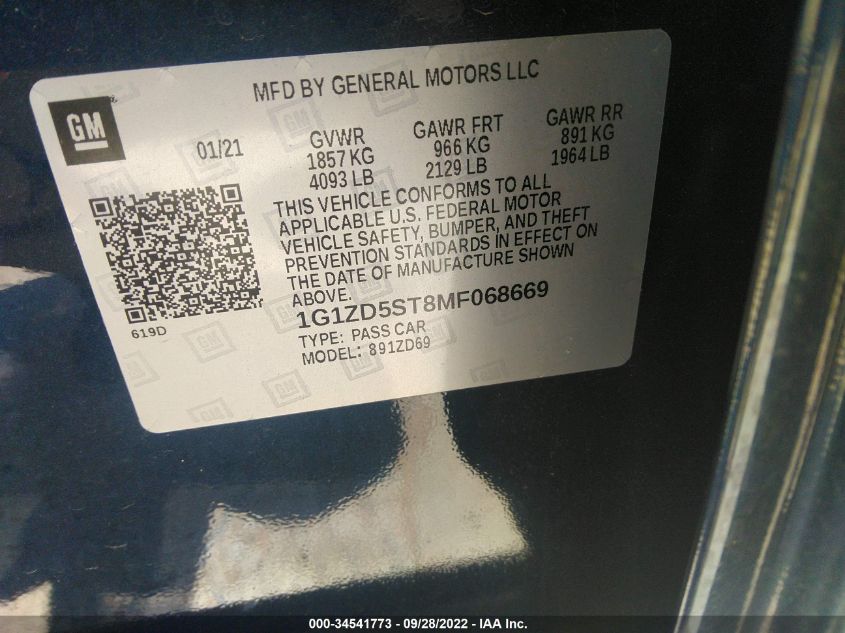 MFD BY GENERAL MOTORS LLC
GM
01/21
GVWR
1857 KG
4093 LB
GAWR FRT
966 KG
2129 LB
GAWR RR
891 KG
1964 LB
THIS VEHICLE CONFORMS TO ALL
APPLICABLE U.S. FEDERAL MOTOR
VEHICLE SAFETY, BUMPER, AND THEFT
PREVENTION STANDARDS IN EFFECT ON
THE DATE OF MANUFACTURE SHOWN
ABOVE.
1G1ZD5ST8MF068669
TYPE: PASS CAR
MODEL: 891ZD69
619D
000-34541773 - 09/28/2022 - IAA Inc.